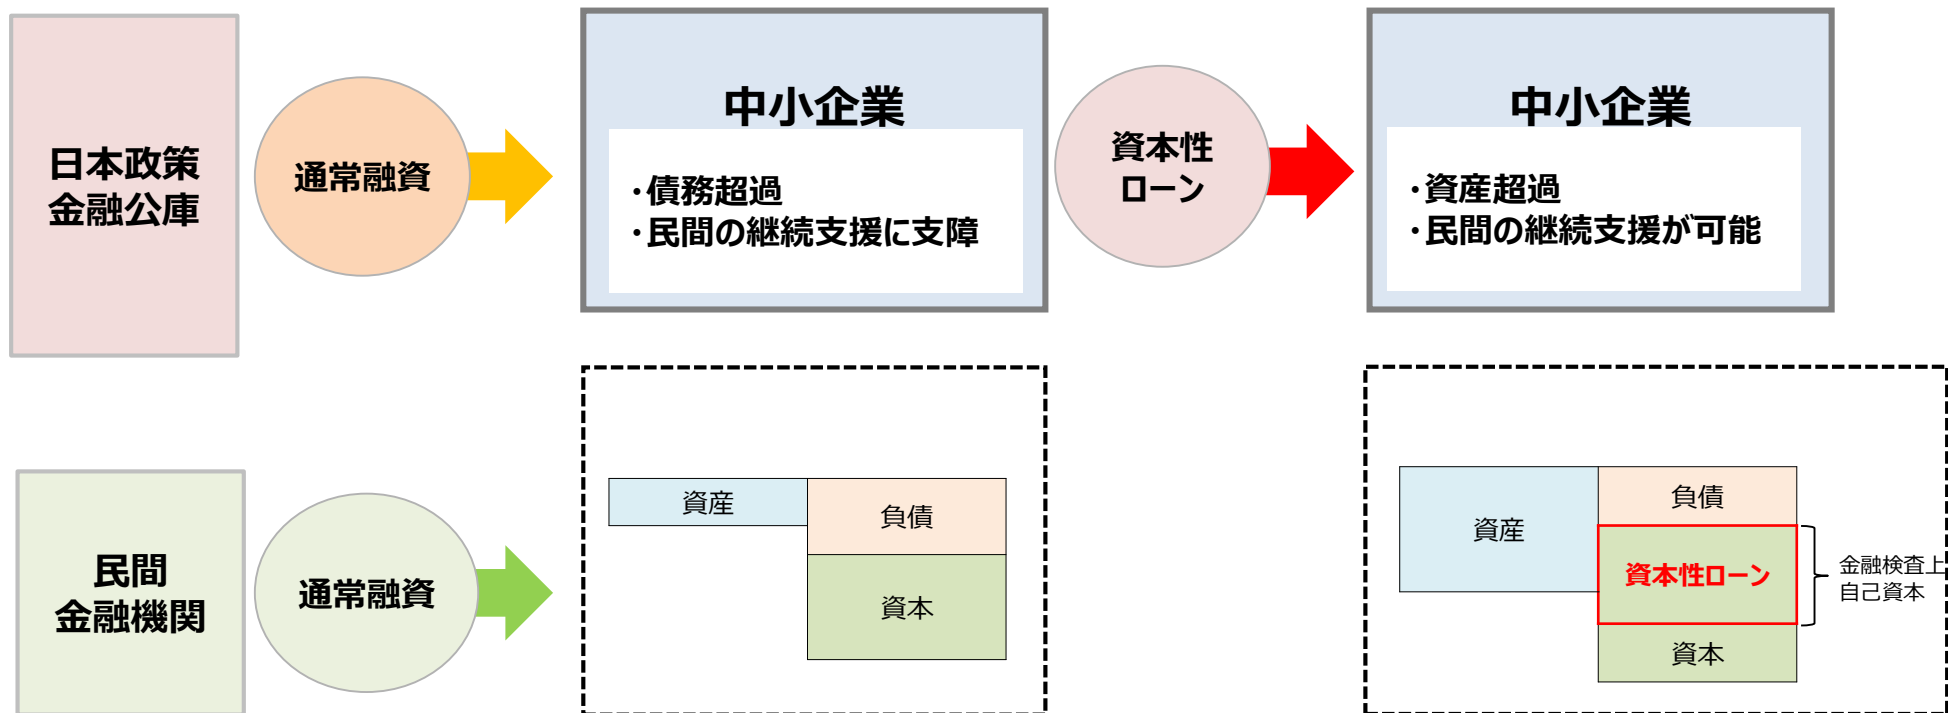 日本政策
金融公庫
通常融資
中小企業
・債務超過
・民間の継続支援に支障
資本性
ローン
中小企業
・資産超過
・民間の継続支援が可能
民間
金融機関
通常融資
資産
負債
資本
資産
負債
資本性ローン
資本
金融検査上
自己資本